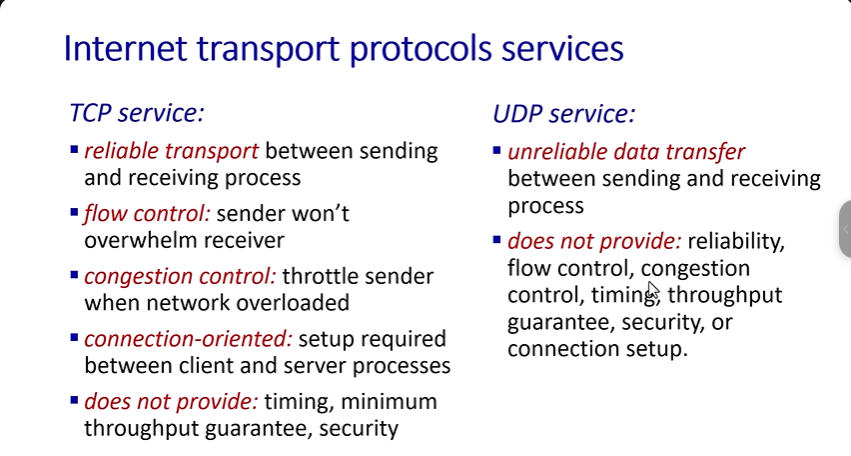 Internet transport protocols services
TCP service:
▪ reliable transport between sending
and receiving process
▪ flow control: sender won’t
overwhelm receiver
▪ congestion control: throttle sender
when network overloaded
▪ connection-oriented: setup required
between client and server processes
▪ does not provide: timing, minimum
throughput guarantee, security
UDP service:
▪ unreliable data transfer
between sending and receiving
process
▪ does not provide: reliability,
flow control, congestion
control, timing, throughput
guarantee, security, or
connection setup.